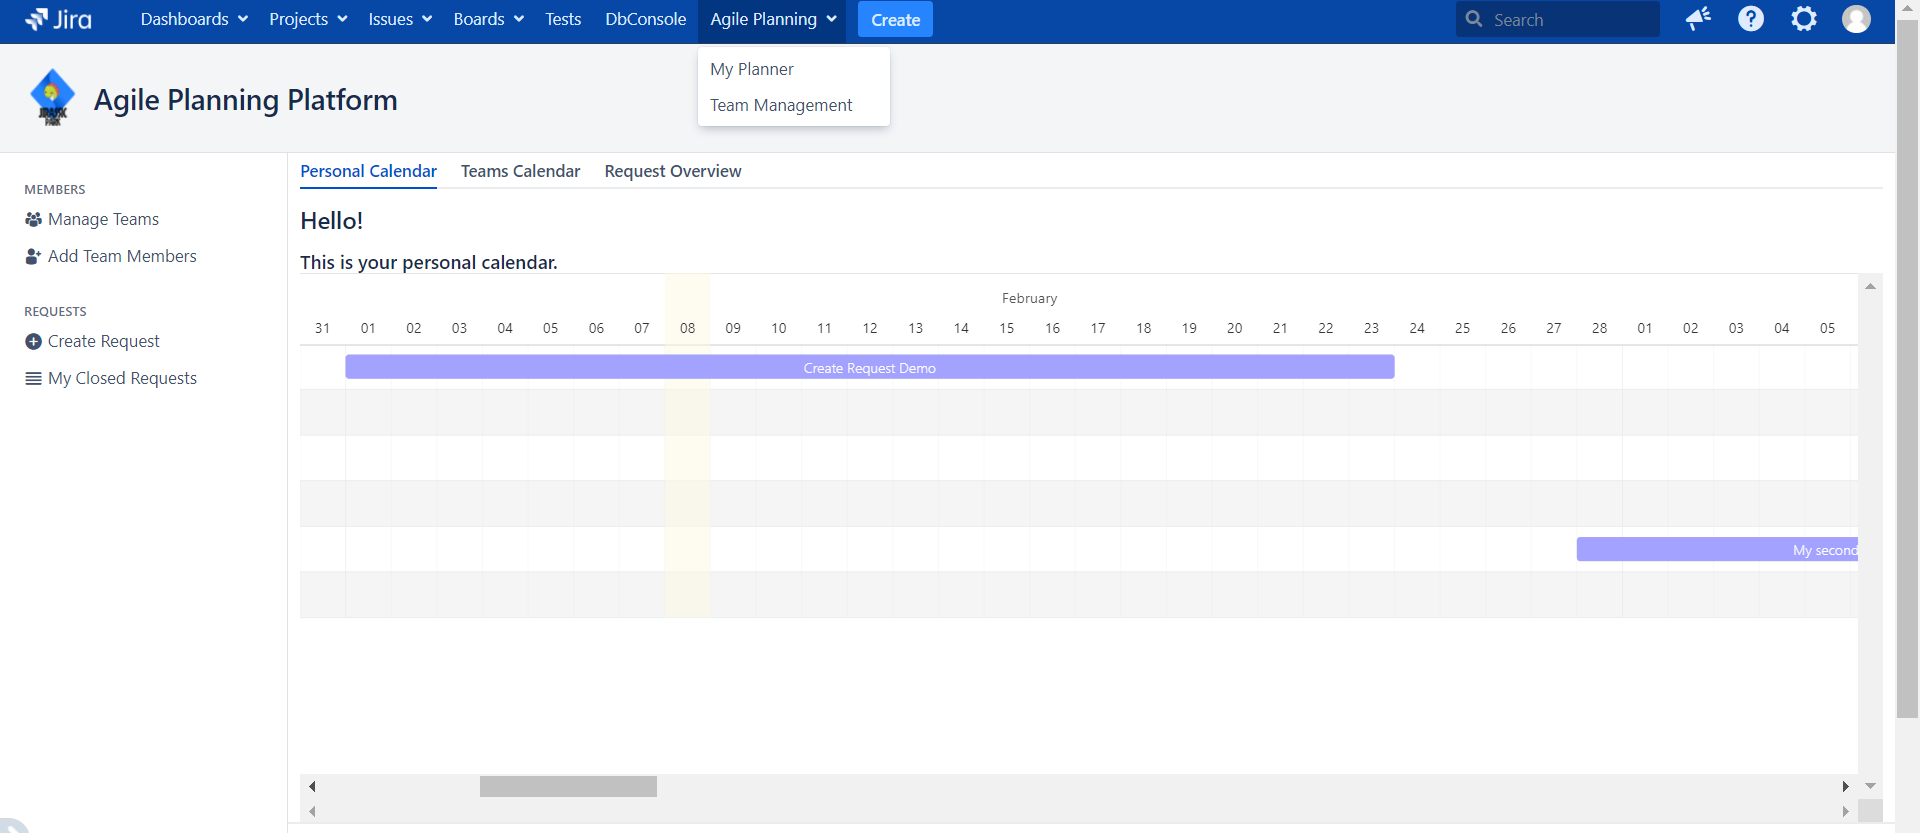 Jira Dashboards Projects Issues Boards Tests DbConsole Agile Planning Create Search
My Planner
Team Management
JIRASIK
PARK
Agile Planning Platform
MEMBERS
Manage Teams
Add Team Members
REQUESTS
Create Request
My Closed Requests
Personal Calendar Teams Calendar Request Overview
Hello!
This is your personal calendar.
February
31 01 02 03 04 05 06 07 08 09 10 11 12 13 14 15 16 17 18 19 20 21 22 23 24 25 26 27 28 01 02 03 04 05
Create Request Demo
My second